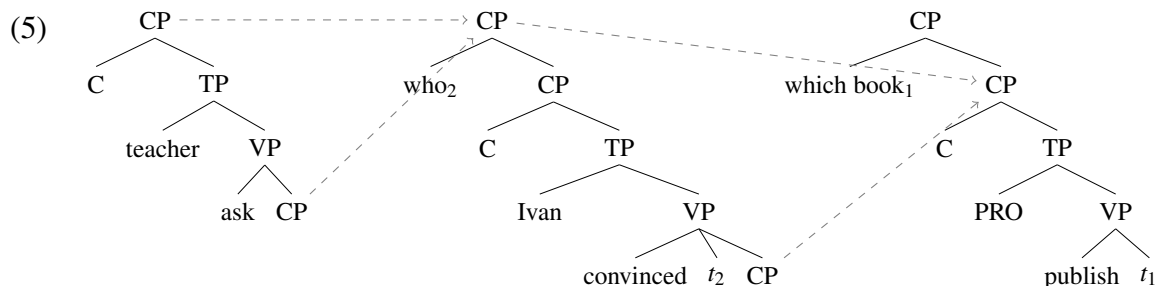 (5) CP CP CP
C TP who2 CP which book1 CP
teacher VP C TP C TP
ask CP Ivan VP PRO VP
convinced t2 CP publish t1